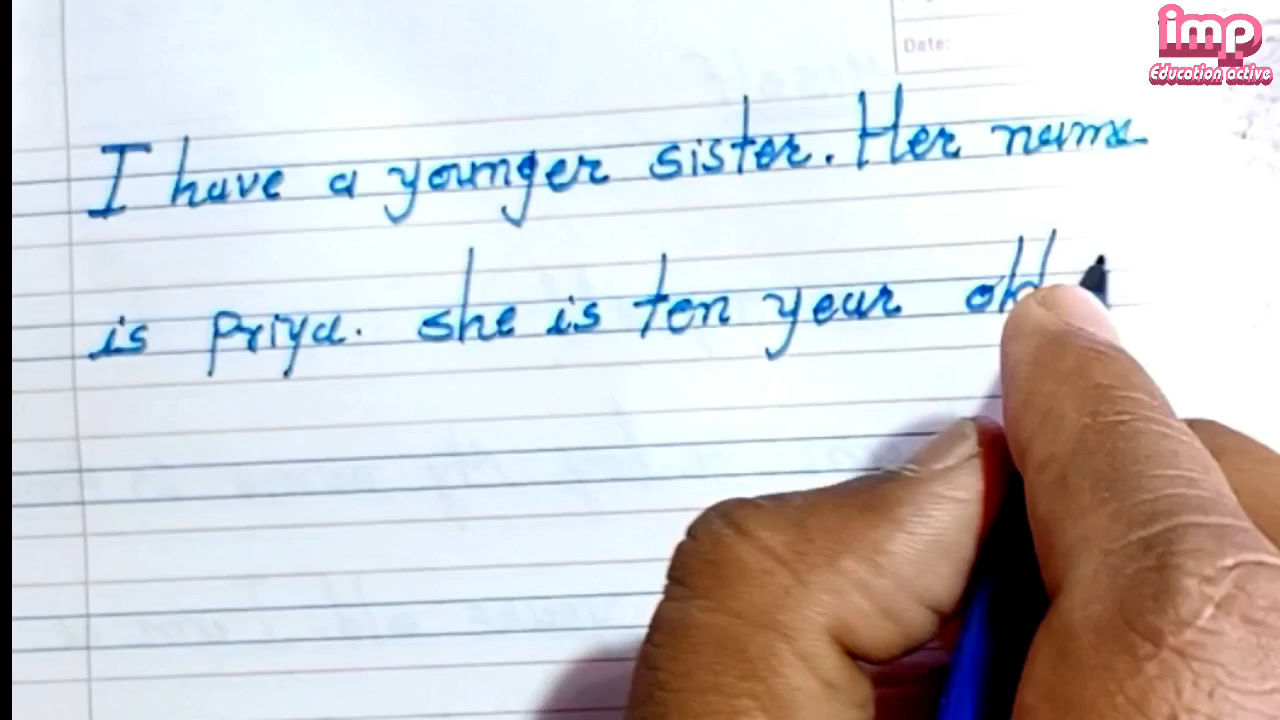 imp
Education active
Date:
I have a younger sister. Her name
is Priya. she is ten year old